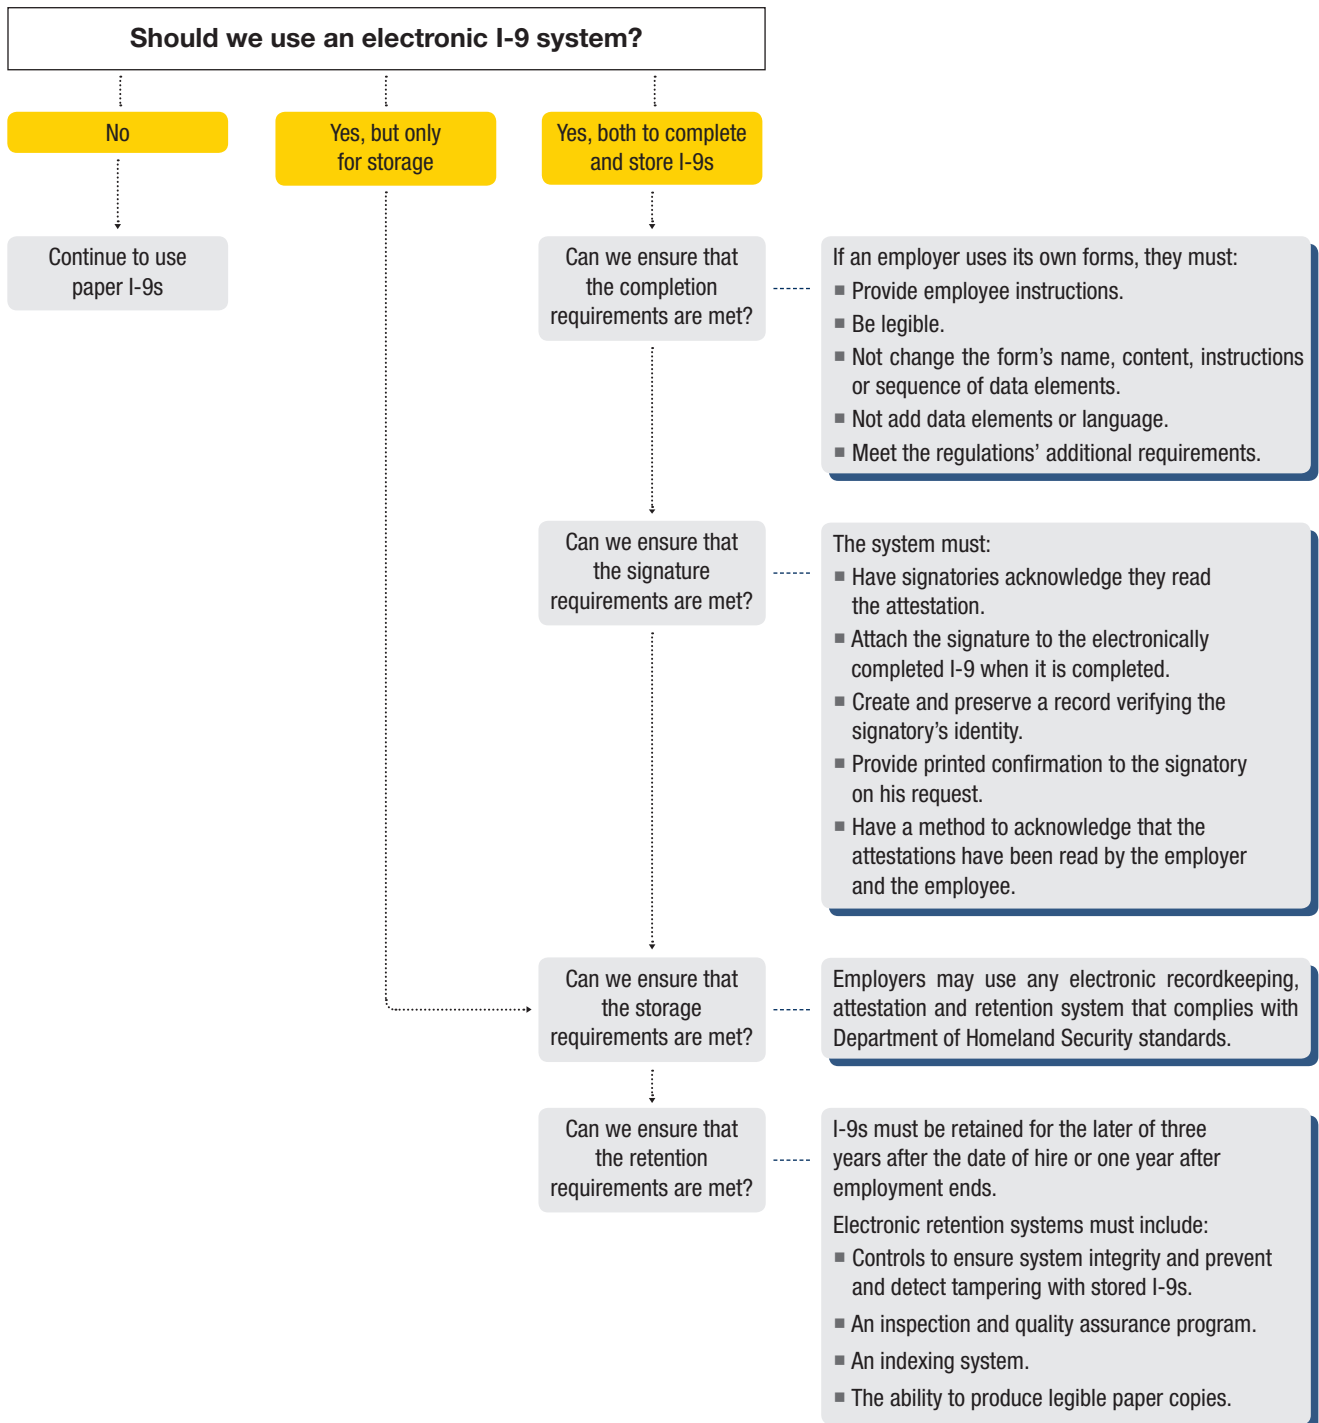 Should we use an electronic I-9 system?
No
Yes, but only
for storage
Yes, both to complete
and store I-9s
Continue to use
paper I-9s
Can we ensure that
the completion
requirements are met?
If an employer uses its own forms, they must:
■ Provide employee instructions.
■ Be legible.
■ Not change the form’s name, content, instructions
or sequence of data elements.
■ Not add data elements or language.
■ Meet the regulations’ additional requirements.
Can we ensure that
the signature
requirements are met?
The system must:
■ Have signatories acknowledge they read
the attestation.
■ Attach the signature to the electronically
completed I-9 when it is completed.
■ Create and preserve a record verifying the
signatory’s identity.
■ Provide printed confirmation to the signatory
on his request.
■ Have a method to acknowledge that the
attestations have been read by the employer
and the employee.
Can we ensure that
the storage
requirements are met?
Employers may use any electronic recordkeeping,
attestation and retention system that complies with
Department of Homeland Security standards.
Can we ensure that
the retention
requirements are met?
I-9s must be retained for the later of three
years after the date of hire or one year after
employment ends.
Electronic retention systems must include:
■ Controls to ensure system integrity and prevent
and detect tampering with stored I-9s.
■ An inspection and quality assurance program.
■ An indexing system.
■ The ability to produce legible paper copies.